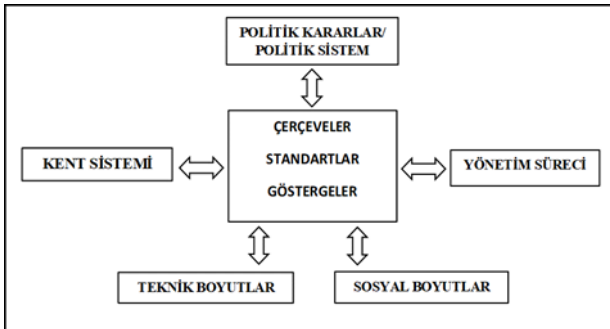 POLİTİK KARARLAR/
POLİTİK SİSTEM
ÇERÇEVELER
STANDARTLAR
GÖSTERGELER
KENT SİSTEMİ
YÖNETİM SÜRECİ
TEKNİK BOYUTLAR
SOSYAL BOYUTLAR